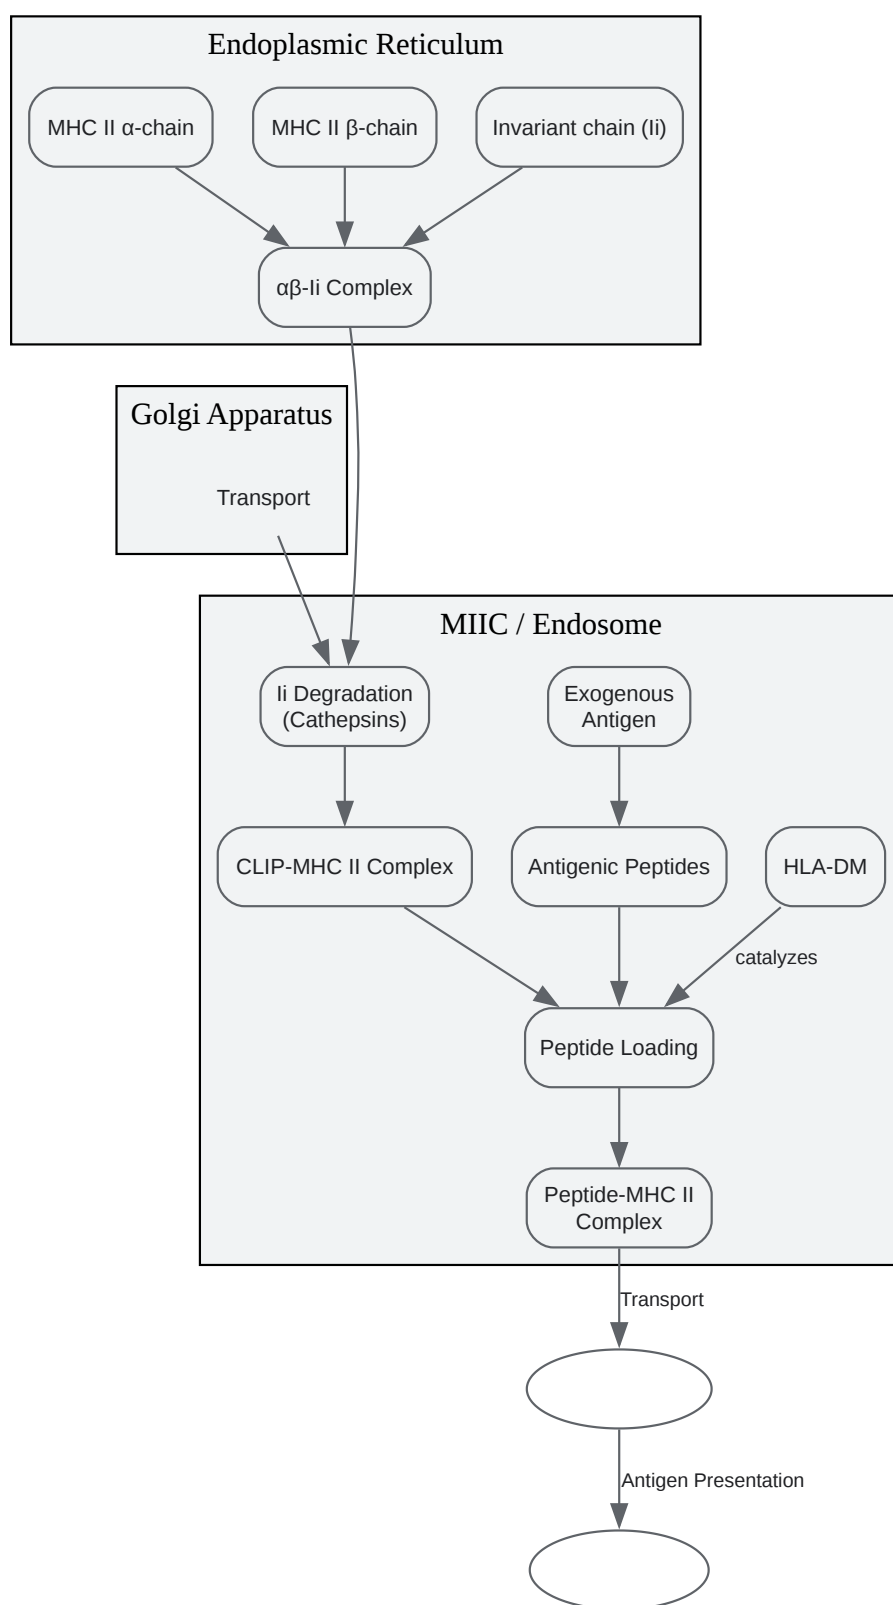 Endoplasmic Reticulum
MHC II α-chain
MHC II β-chain
Invariant chain (Ii)
αβ-Ii Complex
Golgi Apparatus
Transport
MIIC / Endosome
Ii Degradation
(Cathepsins)
Exogenous
Antigen
CLIP-MHC II Complex
Antigenic Peptides
HLA-DM
catalyzes
Peptide Loading
Peptide-MHC II
Complex
Transport
Antigen Presentation